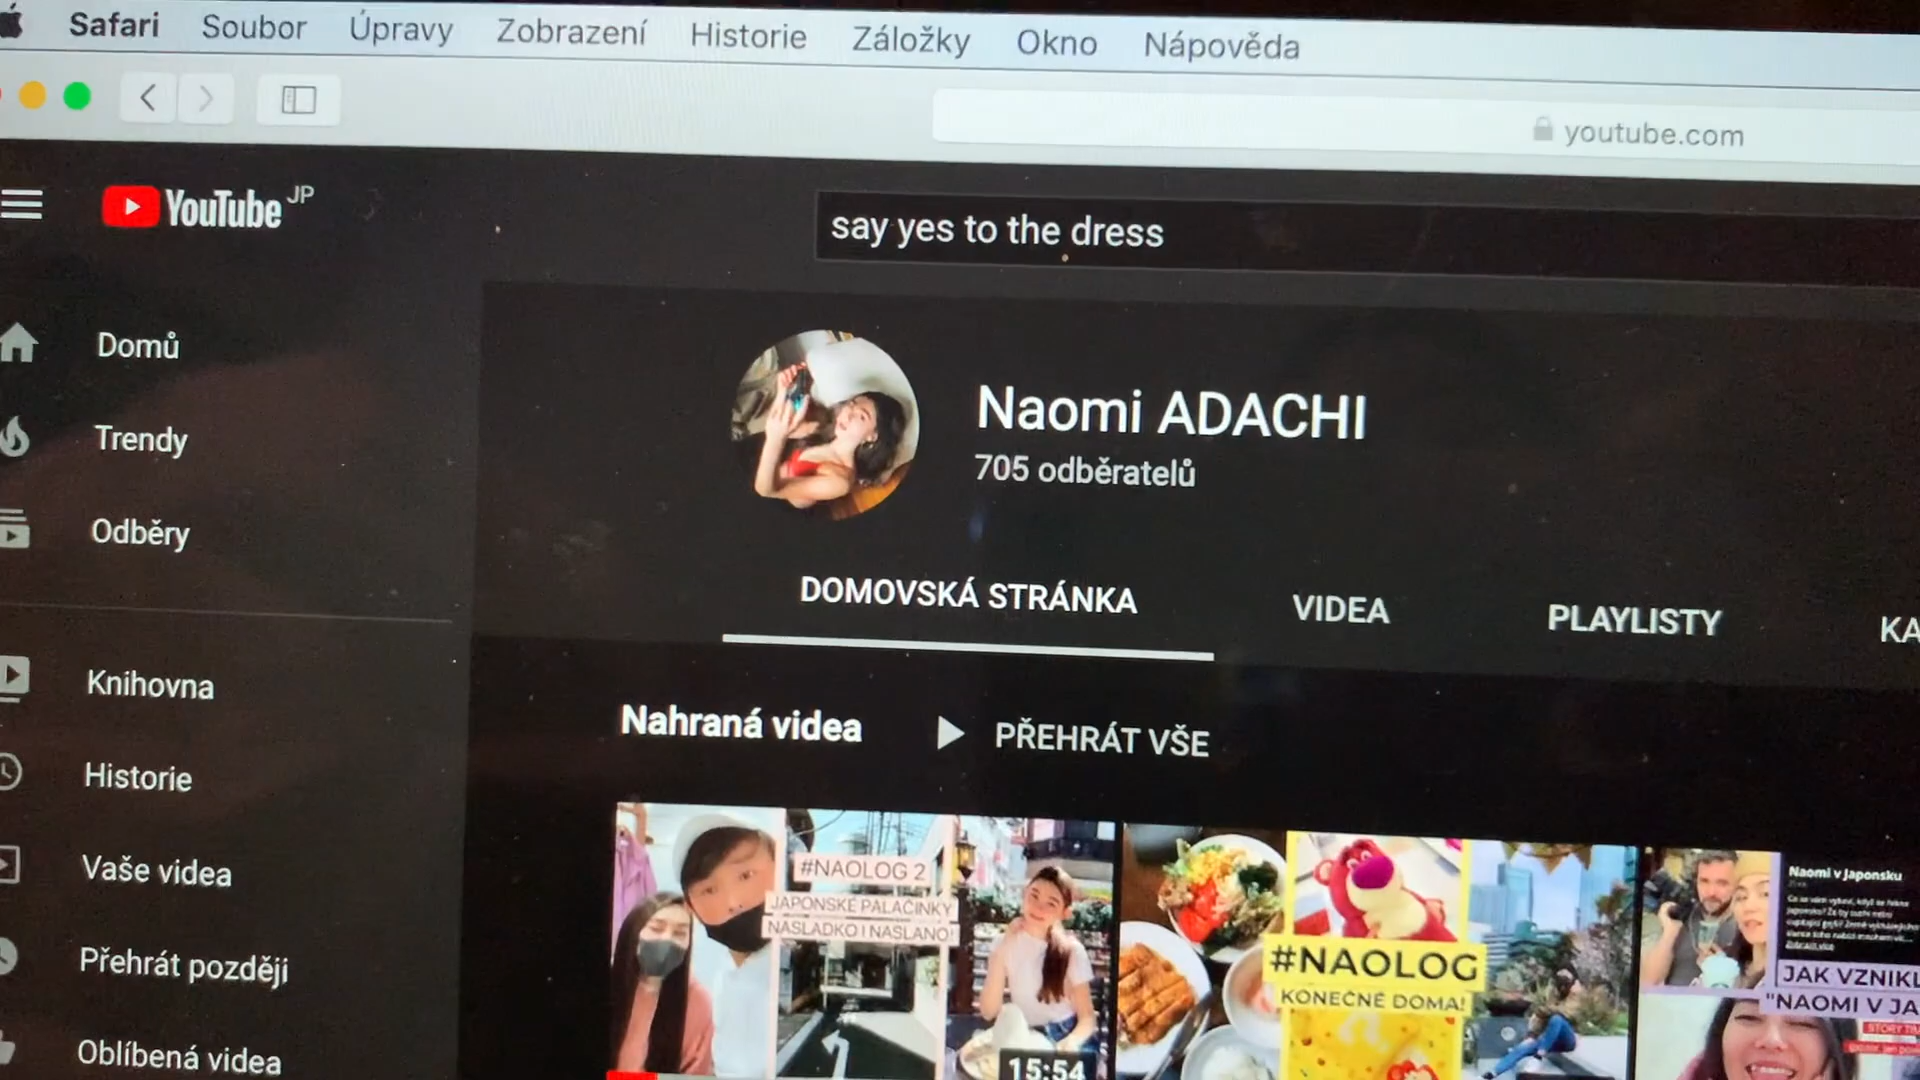 Safari Soubor Úpravy Zobrazení Historie Záložky Okno Nápověda
youtube.com
YouTube JP
say yes to the dress
Domů
Trendy
Odběry
Knihovna
Historie
Vaše videa
Přehrát později
Oblíbená videa
Naomi ADACHI
705 odběratelů
DOMOVSKÁ STRÁNKA VIDEA PLAYLISTY KA
Nahraná videa PŘEHRÁT VŠE
#NAOLOG 2
JAPONSKÉ PALAČINKY
NASLADKO I NASLANO!
15:54
#NAOLOG
KONEČNĚ DOMA!
Naomi v Japonsku
JAK VZNIKL
"NAOMI V JA
STORY TI